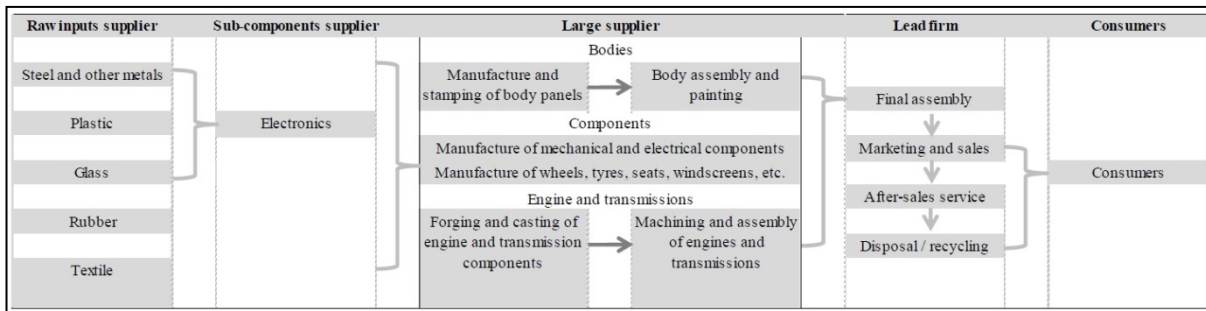 Raw inputs supplier
Sub-components supplier
Large supplier
Lead firm
Consumers
Steel and other metals
Plastic
Glass
Rubber
Textile
Electronics
Bodies
Manufacture and
stamping of body panels
Body assembly and
painting
Components
Manufacture of mechanical and electrical components
Manufacture of wheels, tyres, seats, windscreens, etc.
Engine and transmissions
Forging and casting of
engine and transmission
components
Machining and assembly
of engines and
transmissions
Final assembly
Marketing and sales
After-sales service
Disposal / recycling
Consumers